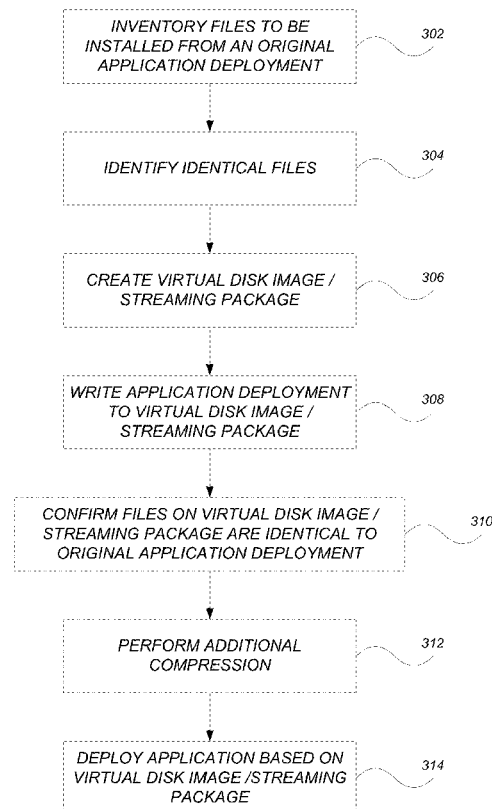 INVENTORY FILES TO BE
INSTALLED FROM AN ORIGINAL
APPLICATION DEPLOYMENT
302
IDENTIFY IDENTICAL FILES
304
CREATE VIRTUAL DISK IMAGE /
STREAMING PACKAGE
306
WRITE APPLICATION DEPLOYMENT
TO VIRTUAL DISK IMAGE /
STREAMING PACKAGE
308
CONFIRM FILES ON VIRTUAL DISK IMAGE /
STREAMING PACKAGE ARE IDENTICAL TO
ORIGINAL APPLICATION DEPLOYMENT
310
PERFORM ADDITIONAL
COMPRESSION
312
DEPLOY APPLICATION BASED ON
VIRTUAL DISK IMAGE /STREAMING
PACKAGE
314